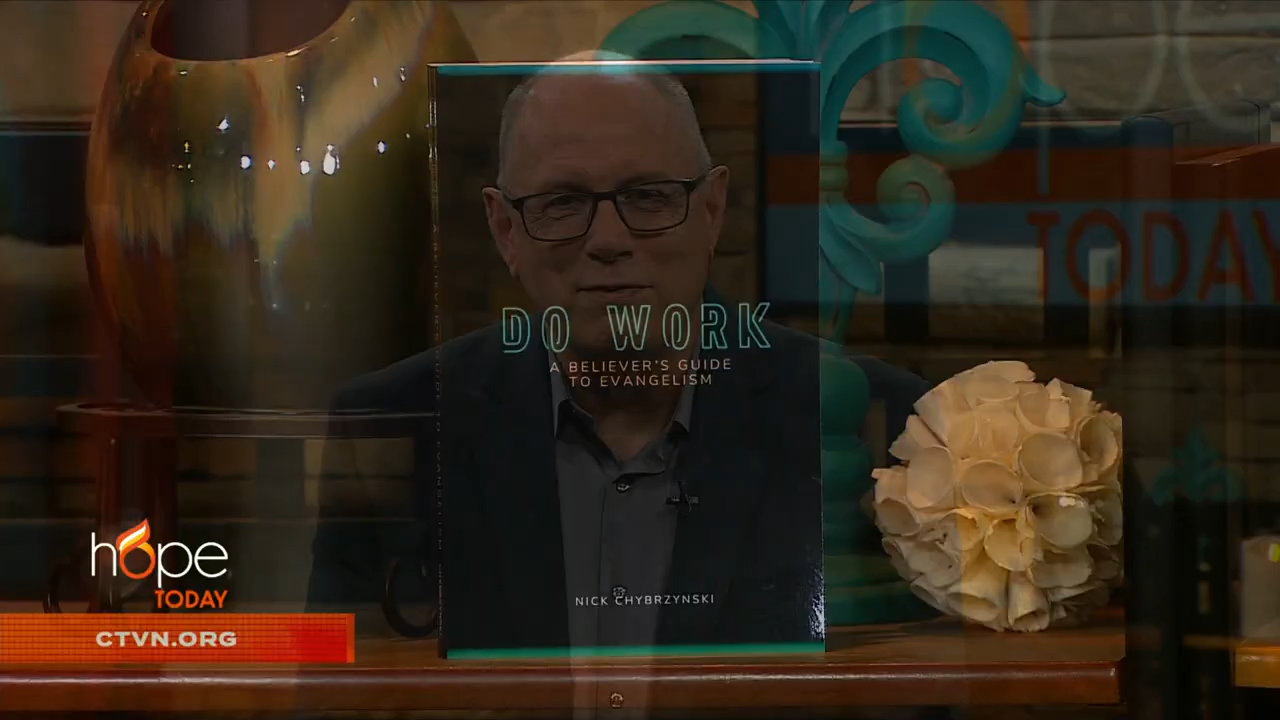 TODAY
DO WORK
A BELIEVER'S GUIDE
TO EVANGELISM
NICK CHYBRZYNSKI
hope
TODAY
CTVN.ORG